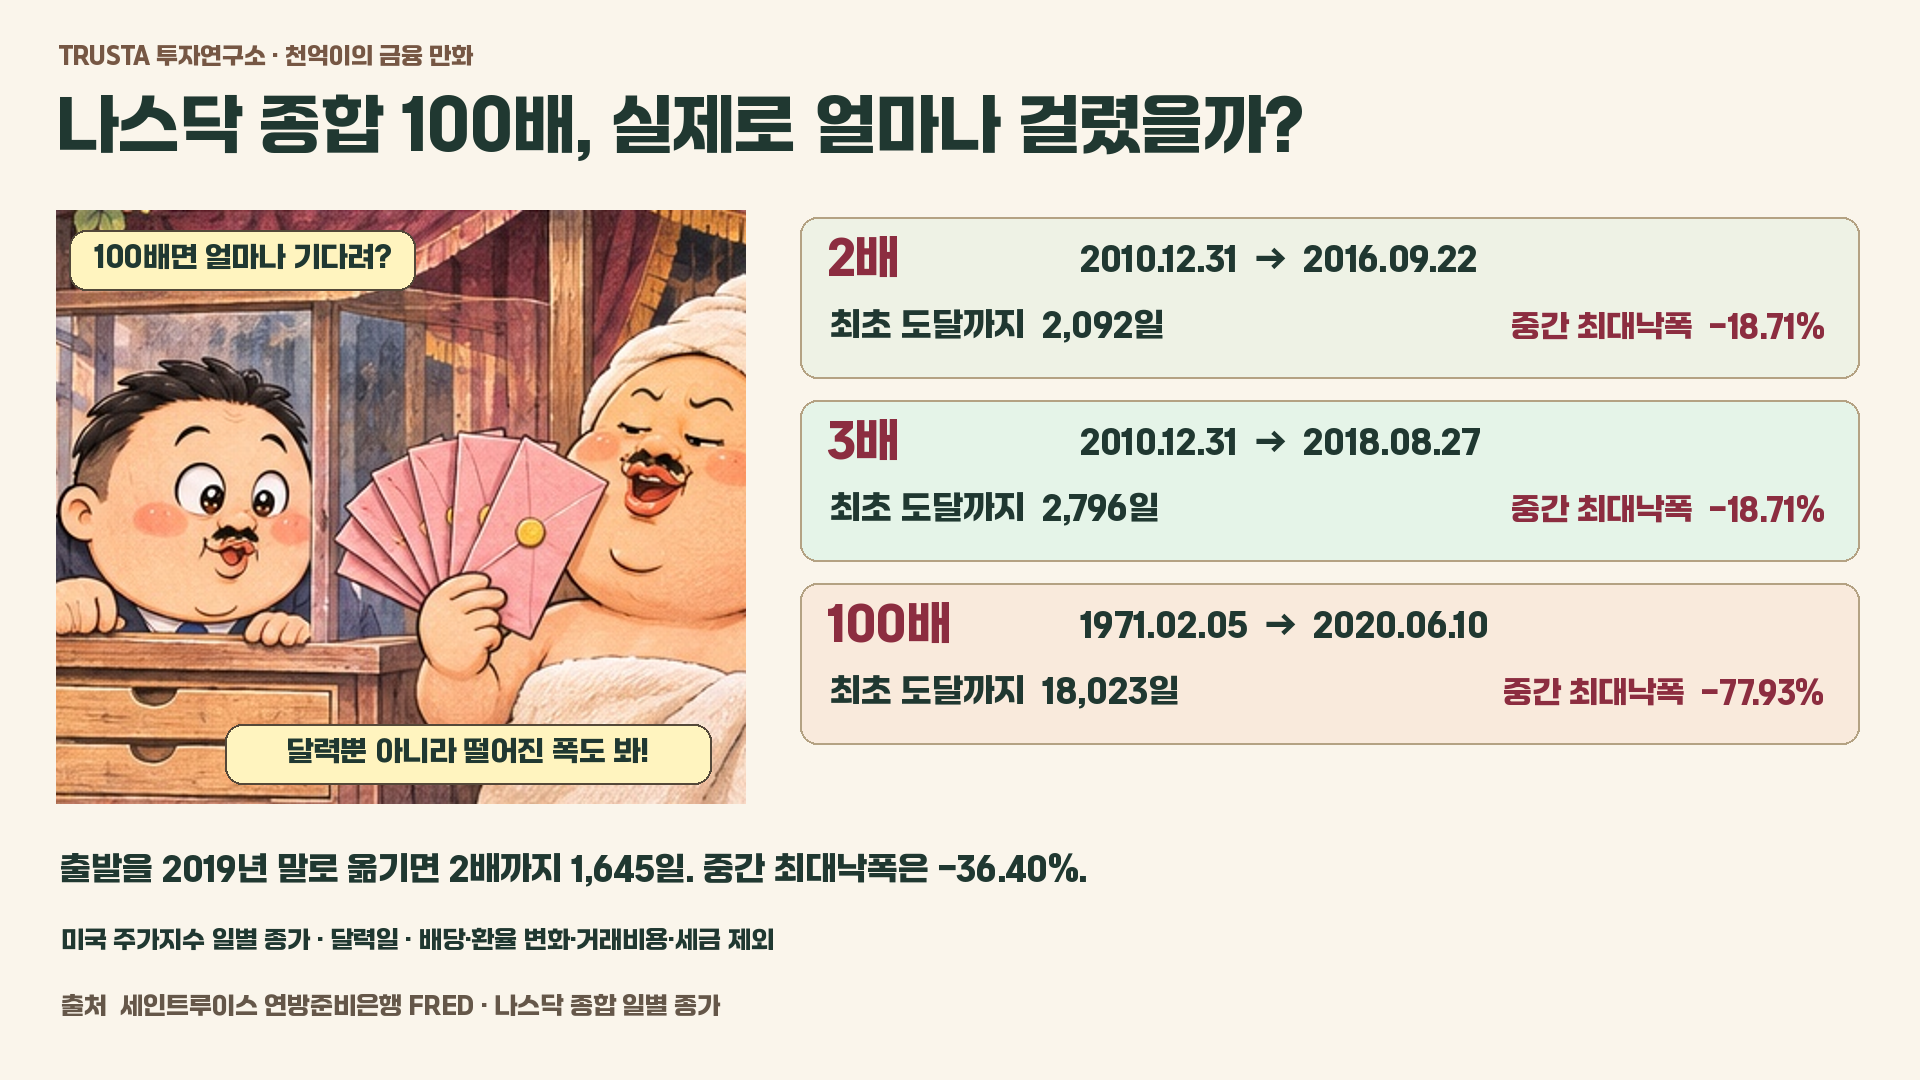 TRUSTA 투자연구소 · 천억이의 금융 만화
나스닥 종합 100배, 실제로 얼마나 걸렸을까?
100배면 얼마나 기다려?
달력뿐 아니라 떨어진 폭도 봐!
2배 2010.12.31 → 2016.09.22
최초 도달까지 2,092일 중간 최대낙폭 -18.71%
3배 2010.12.31 → 2018.08.27
최초 도달까지 2,796일 중간 최대낙폭 -18.71%
100배 1971.02.05 → 2020.06.10
최초 도달까지 18,023일 중간 최대낙폭 -77.93%
출발을 2019년 말로 옮기면 2배까지 1,645일. 중간 최대낙폭은 -36.40%.
미국 주가지수 일별 종가 · 달력일 · 배당·환율 변화·거래비용·세금 제외
출처 세인트루이스 연방준비은행 FRED · 나스닥 종합 일별 종가